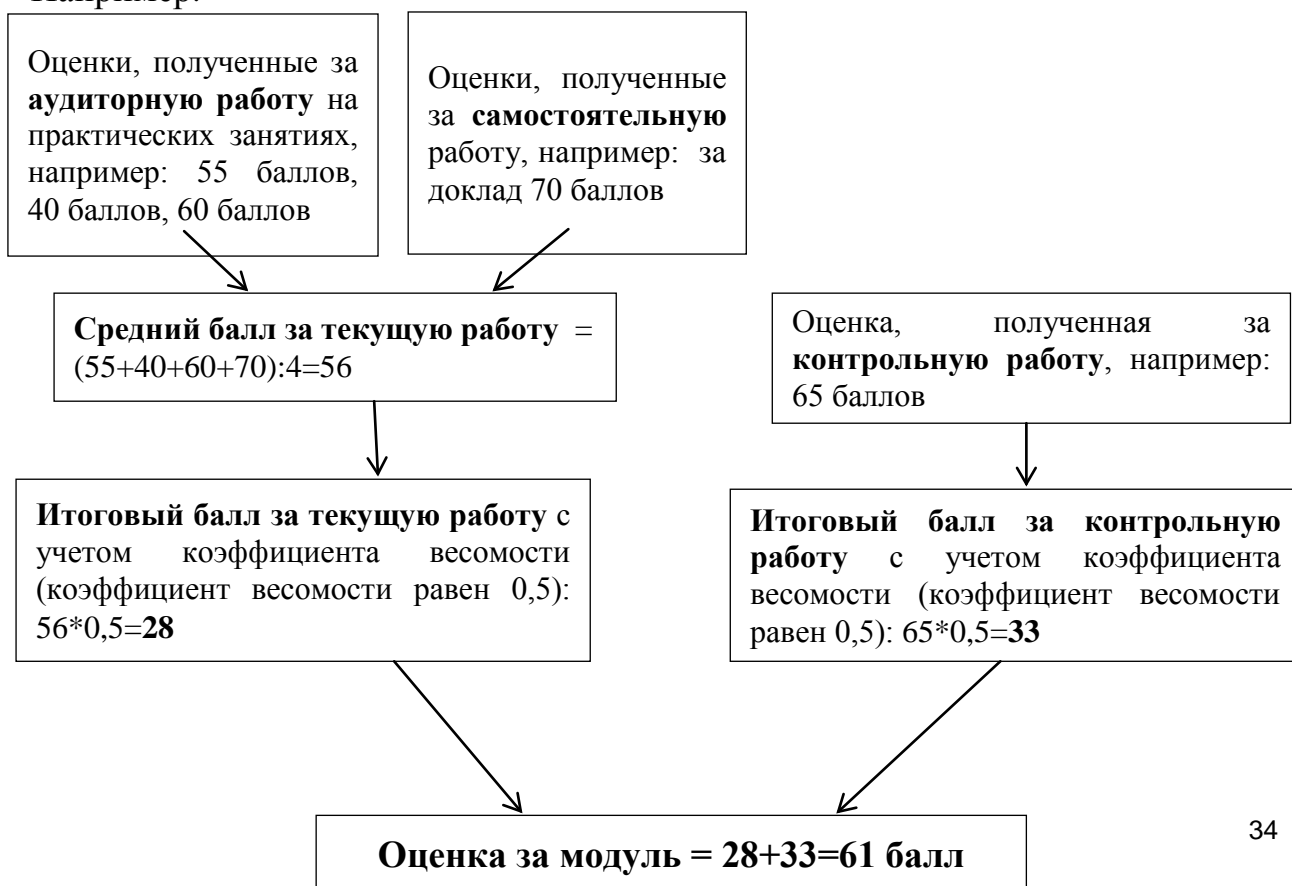 Например:
Оценки, полученные за
аудиторную работу на
практических занятиях,
например: 55 баллов,
40 баллов, 60 баллов
Оценки, полученные
за самостоятельную
работу, например: за
доклад 70 баллов
Средний балл за текущую работу =
(55+40+60+70):4=56
Оценка, полученная за
контрольную работу, например:
65 баллов
Итоговый балл за текущую работу с
учетом коэффициента весомости
(коэффициент весомости равен 0,5):
56*0,5=28
Итоговый балл за контрольную
работу с учетом коэффициента
весомости (коэффициент весомости
равен 0,5): 65*0,5=33
Оценка за модуль = 28+33=61 балл
34